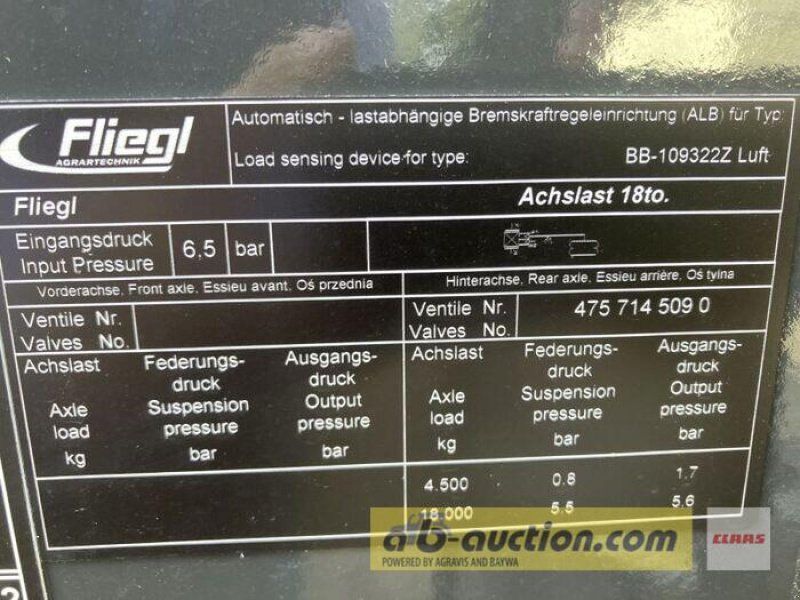 Fliegl
AGRARTECHNIK
Automatisch - lastabhängige Bremskraftregeleinrichtung (ALB) für Typ:
Load sensing device for type: BB-109322Z Luft
Fliegl Achslast 18to.
Eingangsdruck
Input Pressure
6,5 bar
Vorderachse. Front axle. Essieu avant. Oś przednia
Ventile Nr.
Valves No.
Achslast Federungs-druck Ausgangs-druck
Axle load Suspension pressure Output pressure
kg bar bar
Hinterachse. Rear axle. Essieu arrière. Oś tylna
Ventile Nr.
Valves No.
475 714 509 0
Achslast Federungs-druck Ausgangs-druck
Axle load Suspension pressure Output pressure
kg bar bar
4.500 0.8 1.7
18.000 5.5 5.6
ab-auction.com
POWERED BY AGRAVIS AND BAYWA
CLAAS